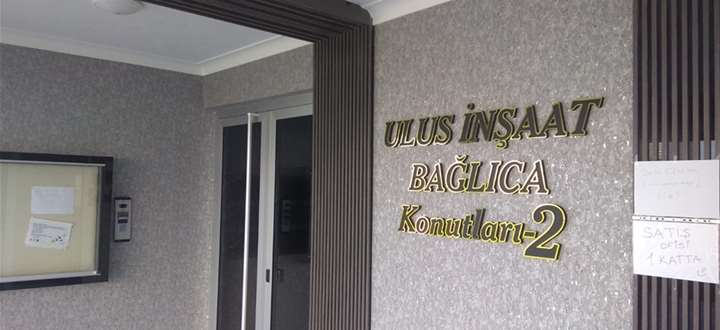 ULUS İNŞAAT
BAĞLICA
Konutları-2
SATIŞ
OFİSİ
1 KATTA